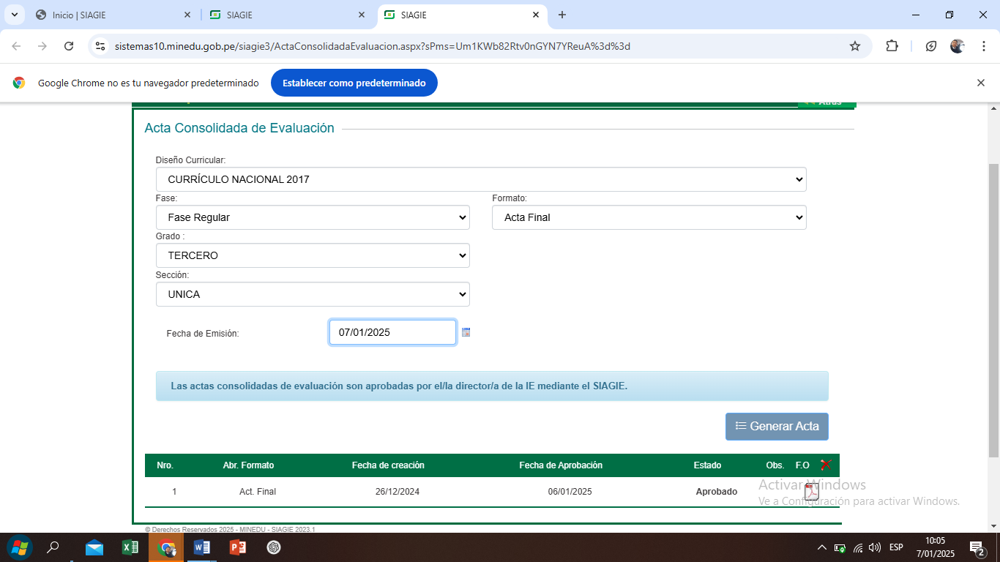 Inicio | SIAGIE
SIAGIE
SIAGIE
sistemas10.minedu.gob.pe/siagie3/ActaConsolidadaEvaluacion.aspx?sPms=Um1KWb82Rtv0nGYN7YReuA%3d%3d
Google Chrome no es tu navegador predeterminado
Establecer como predeterminado
Atrás
Acta Consolidada de Evaluación
Diseño Curricular:
CURRÍCULO NACIONAL 2017
Fase:
Formato:
Fase Regular
Acta Final
Grado :
TERCERO
Sección:
UNICA
Fecha de Emisión:
07/01/2025
Las actas consolidadas de evaluación son aprobadas por el/la director/a de la IE mediante el SIAGIE.
Generar Acta
Nro. Abr. Formato Fecha de creación Fecha de Aprobación Estado Obs. F.O
1 Act. Final 26/12/2024 06/01/2025 Aprobado
Activar Windows
Ve a Configuración para activar Windows.
© Derechos Reservados 2025 - MINEDU - SIAGIE 2023.1
ESP
10:05
7/01/2025
2